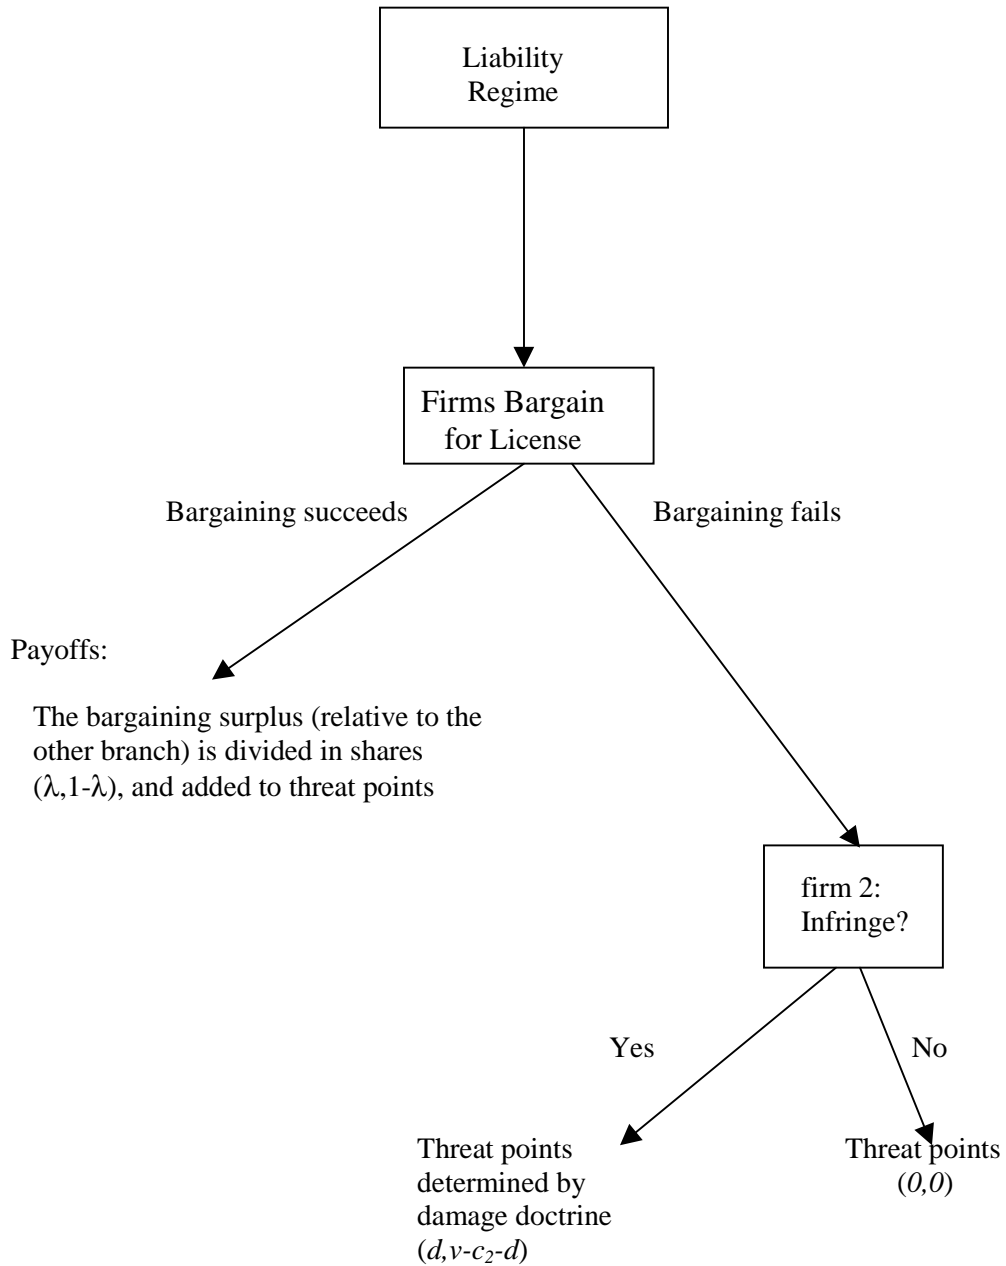 Liability
Regime
Firms Bargain
for License
Bargaining succeeds
Bargaining fails
Payoffs:
The bargaining surplus (relative to the
other branch) is divided in shares
(λ,1-λ), and added to threat points
firm 2:
Infringe?
Yes
No
Threat points
determined by
damage doctrine
(d,v-c₂-d)
Threat points
(0,0)